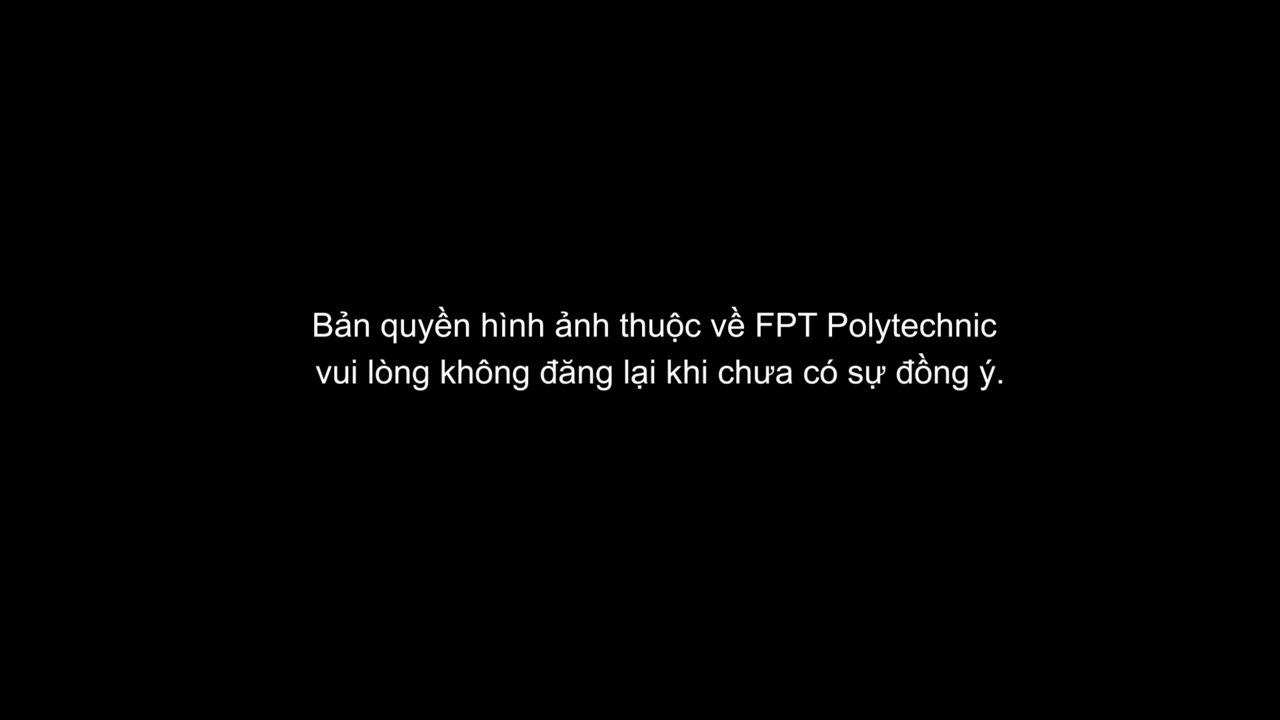 Bản quyền hình ảnh thuộc về FPT Polytechnic
vui lòng không đăng lại khi chưa có sự đồng ý.